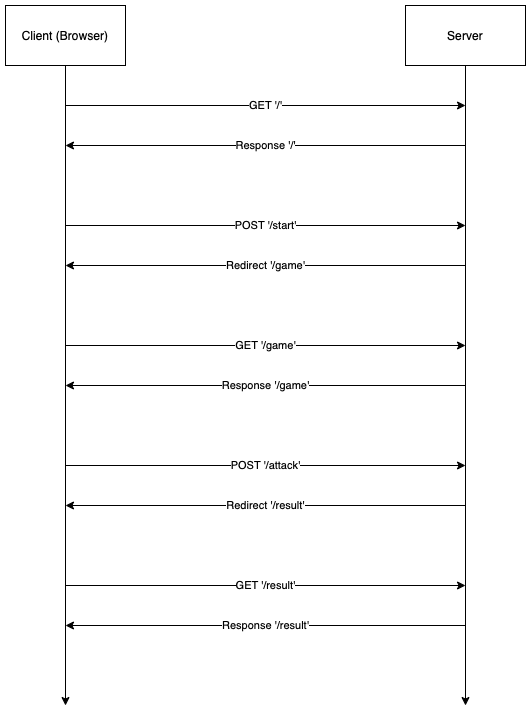 Client (Browser)
Server
GET '/'
Response '/'
POST '/start'
Redirect '/game'
GET '/game'
Response '/game'
POST '/attack'
Redirect '/result'
GET '/result'
Response '/result'